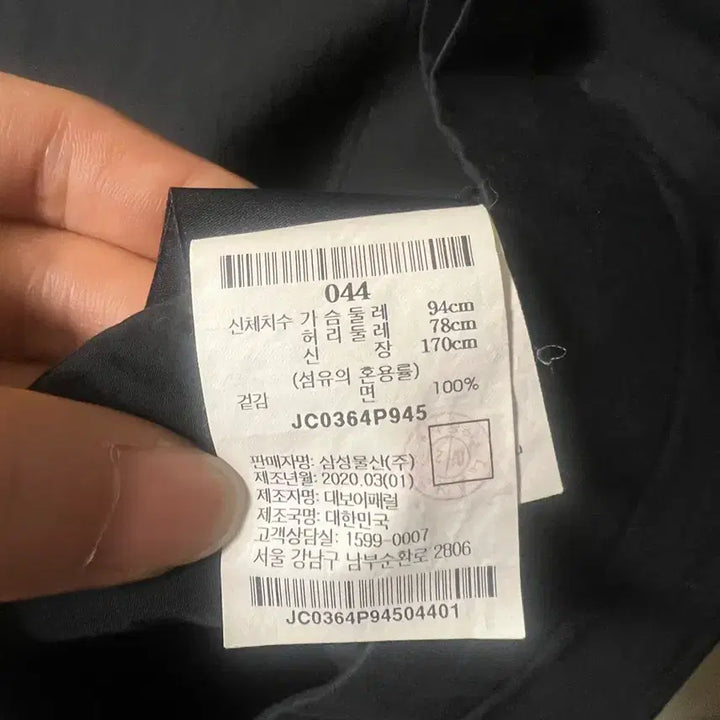 044
신체치수 가슴둘레 94cm
허리둘레 78cm
신 장 170cm
(섬유의 혼용률)
겉감 면 100%
JC0364P945
판매자명: 삼성물산(주)
제조년월: 2020.03(01)
제조자명: 대보어패럴
제조국명: 대한민국
고객상담실: 1599-0007
서울 강남구 남부순환로 2806
JC0364P94504401